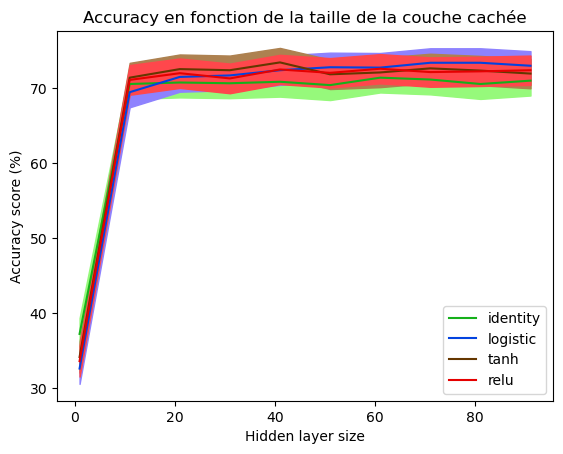 Accuracy en fonction de la taille de la couche cachée
Accuracy score (%)
70
60
50
40
30
0
20
40
60
80
Hidden layer size
identity
logistic
tanh
relu